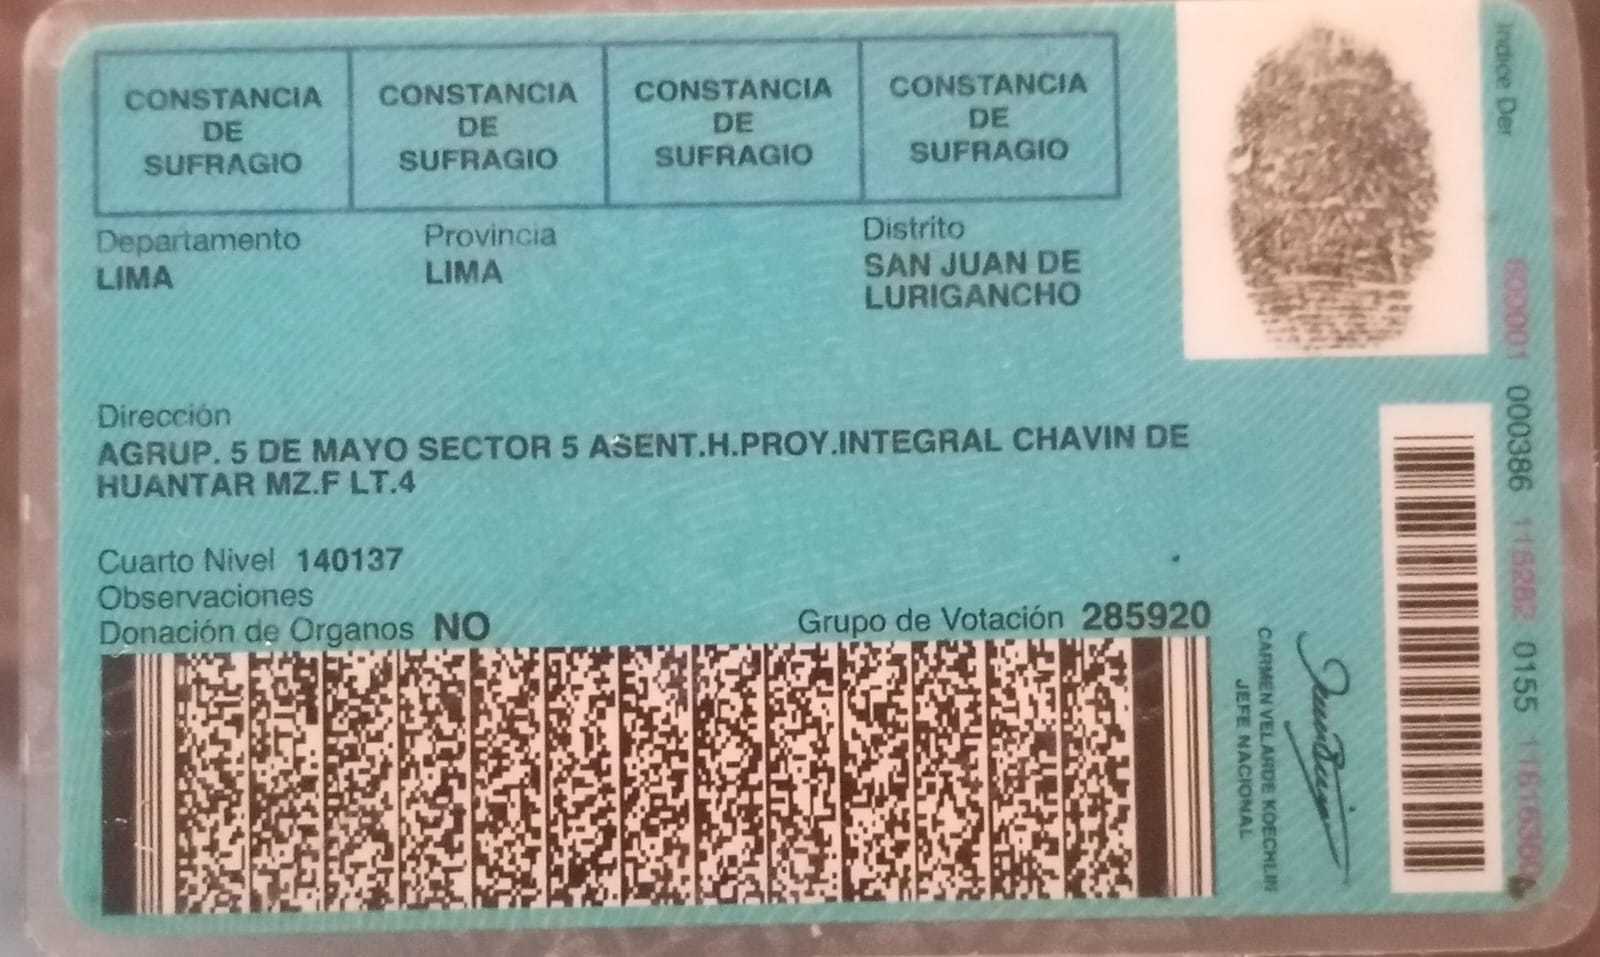 CONSTANCIA DE SUFRAGIO
CONSTANCIA DE SUFRAGIO
CONSTANCIA DE SUFRAGIO
CONSTANCIA DE SUFRAGIO
Indice Der
Departamento
LIMA
Provincia
LIMA
Distrito
SAN JUAN DE
LURIGANCHO
Dirección
AGRUP. 5 DE MAYO SECTOR 5 ASENT.H.PROY.INTEGRAL CHAVIN DE
HUANTAR MZ.F LT.4
Cuarto Nivel 140137
Observaciones
Donación de Organos NO
Grupo de Votación 285920
CARMEN VELARDE KOECHLIN
JEFE NACIONAL
0000386
0155